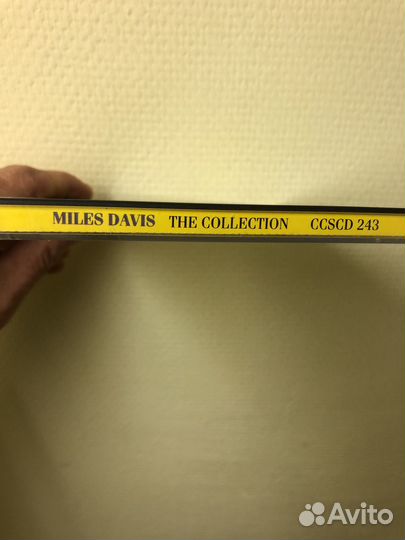 MILES DAVIS THE COLLECTION CCSCD 243
Avito